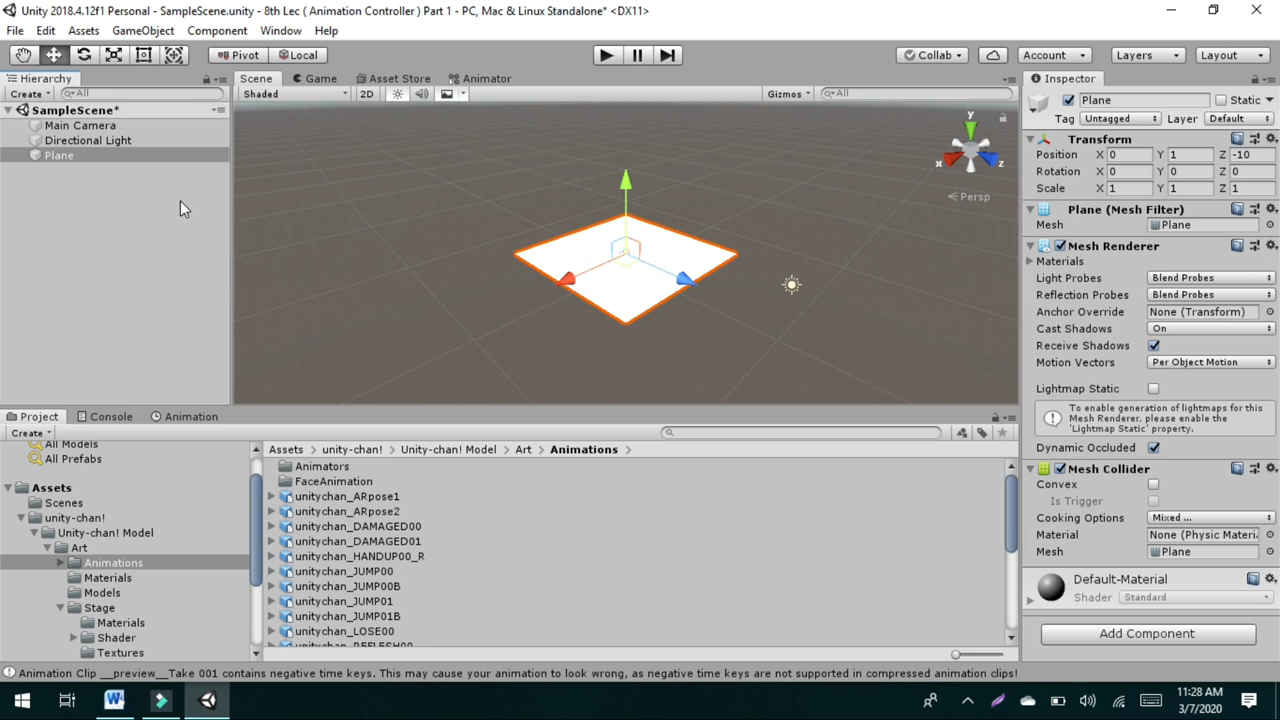 Unity 2018.4.12f1 Personal - SampleScene.unity - 8th Lec ( Animation Controller ) Part 1 - PC, Mac & Linux Standalone* <DX11>
File Edit Assets GameObject Component Window Help
Pivot Local Collab Account Layers Layout
Hierarchy Scene Game Asset Store Animator Inspector
Create All Shaded 2D Gizmos All
SampleScene*
Main Camera
Directional Light
Plane
y
x
z
Persp
Plane Static
Tag Untagged Layer Default
Transform
Position X 0 Y 1 Z -10
Rotation X 0 Y 0 Z 0
Scale X 1 Y 1 Z 1
Plane (Mesh Filter)
Mesh Plane
Mesh Renderer
Materials
Light Probes Blend Probes
Reflection Probes Blend Probes
Anchor Override None (Transform)
Cast Shadows On
Receive Shadows
Motion Vectors Per Object Motion
Lightmap Static
To enable generation of lightmaps for this
Mesh Renderer, please enable the
'Lightmap Static' property.
Dynamic Occluded
Mesh Collider
Convex
Is Trigger
Cooking Options Mixed ...
Material None (Physic Materi
Mesh Plane
Default-Material
Shader Standard
Add Component
Project Console Animation
Create
All Models
All Prefabs
Assets
Scenes
unity-chan!
Unity-chan! Model
Art
Animations
Materials
Models
Stage
Materials
Shader
Textures
Assets unity-chan! Unity-chan! Model Art Animations
Animators
FaceAnimation
unitychan_ARpose1
unitychan_ARpose2
unitychan_DAMAGED00
unitychan_DAMAGED01
unitychan_HANDUP00_R
unitychan_JUMP00
unitychan_JUMP00B
unitychan_JUMP01
unitychan_JUMP01B
unitychan_LOSE00
unitychan_REFLESH00
Animation Clip __preview__Take 001 contains negative time keys. This may cause your animation to look wrong, as negative time keys are not supported in compressed animation clips!
11:28 AM
3/7/2020